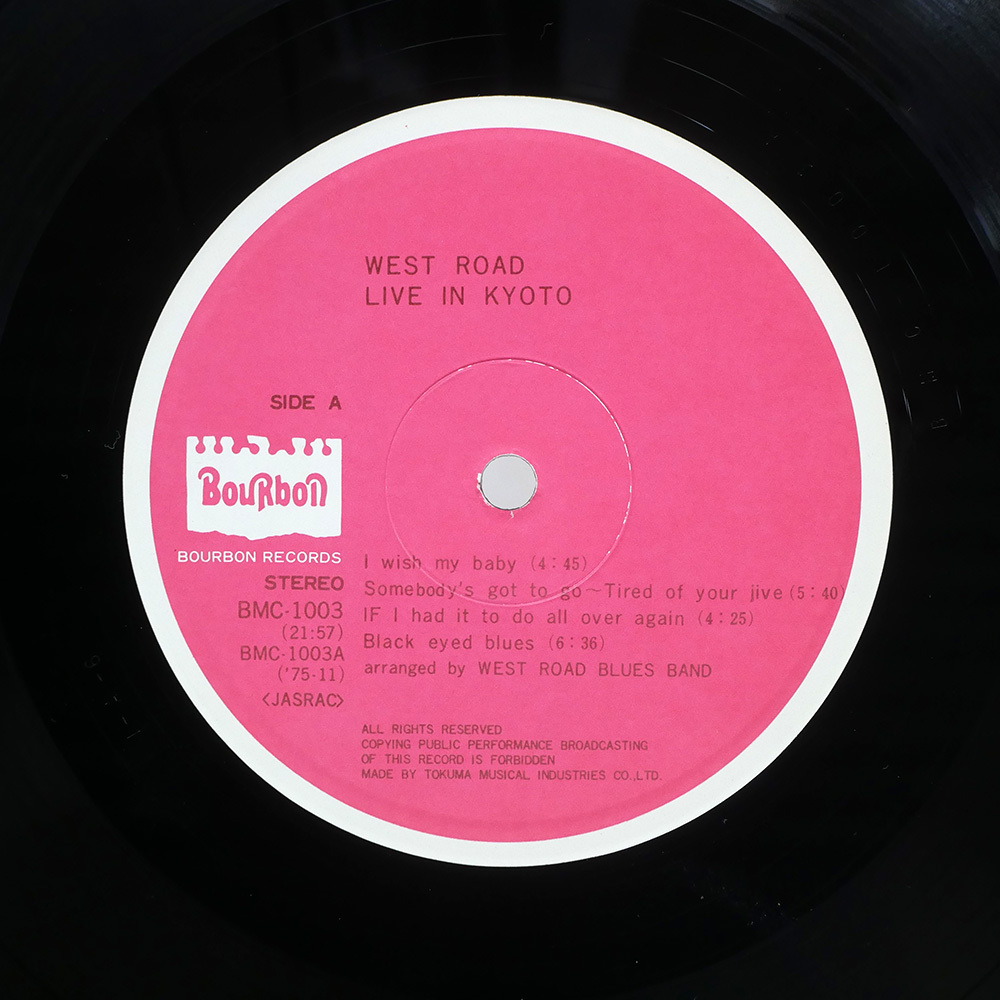 WEST ROAD
LIVE IN KYOTO
SIDE A
BouRbon
BOURBON RECORDS
STEREO
BMC-1003
(21:57)
BMC-1003A
('75-11)
<JASRAC>
I wish my baby (4:45)
Somebody's got to go~Tired of your jive (5:40)
IF I had it to do all over again (4:25)
Black eyed blues (6:36)
arranged by WEST ROAD BLUES BAND
ALL RIGHTS RESERVED
COPYING PUBLIC PERFORMANCE BROADCASTING
OF THIS RECORD IS FORBIDDEN
MADE BY TOKUMA MUSICAL INDUSTRIES CO.,LTD.